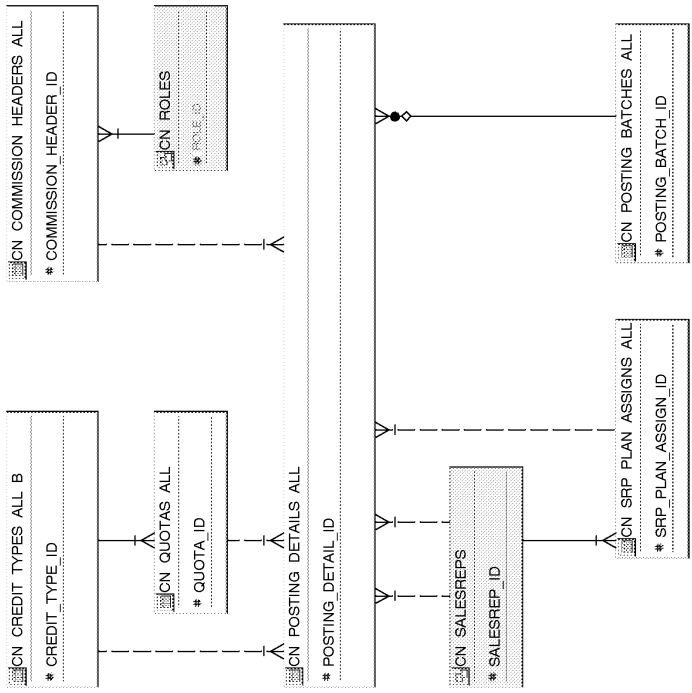 CN CREDIT TYPES ALL B
# CREDIT_TYPE_ID
CN COMMISSION HEADERS ALL
# COMMISSION_HEADER_ID
CN QUOTAS ALL
# QUOTA_ID
CN ROLES
# ROLE_ID
CN POSTING DETAILS ALL
# POSTING_DETAIL_ID
CN SALESREPS
# SALESREP_ID
CN SRP PLAN ASSIGNS ALL
# SRP_PLAN_ASSIGN_ID
CN POSTING BATCHES ALL
# POSTING_BATCH_ID